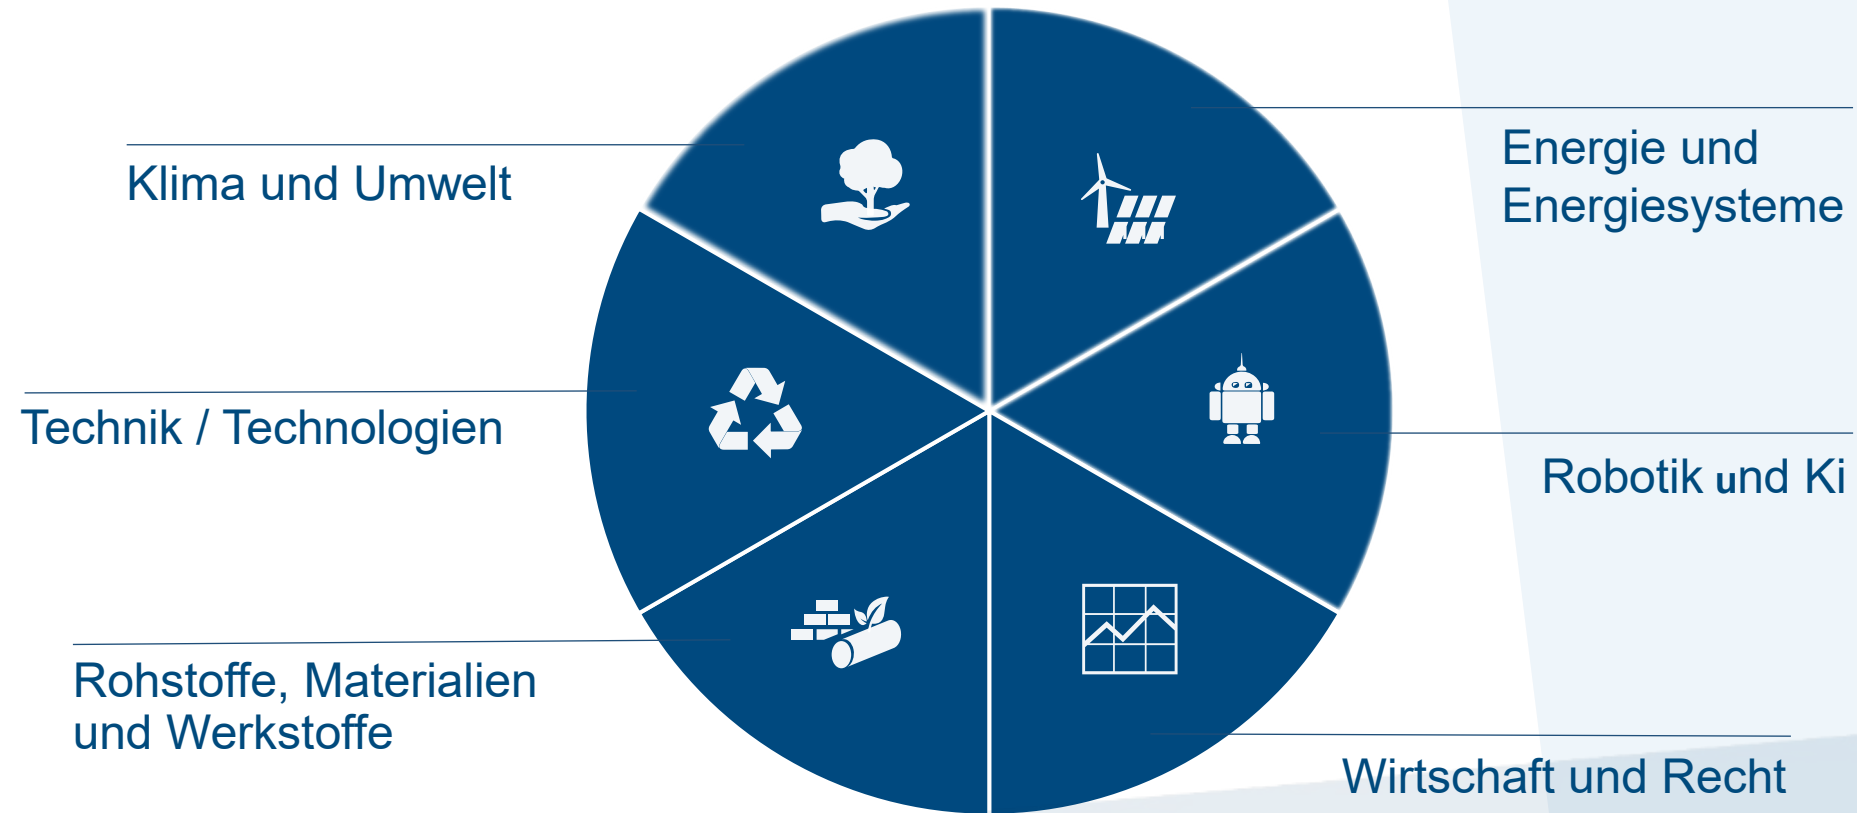 Klima und Umwelt
Energie und
Energiesysteme
Technik / Technologien
Robotik und Ki
Rohstoffe, Materialien
und Werkstoffe
Wirtschaft und Recht